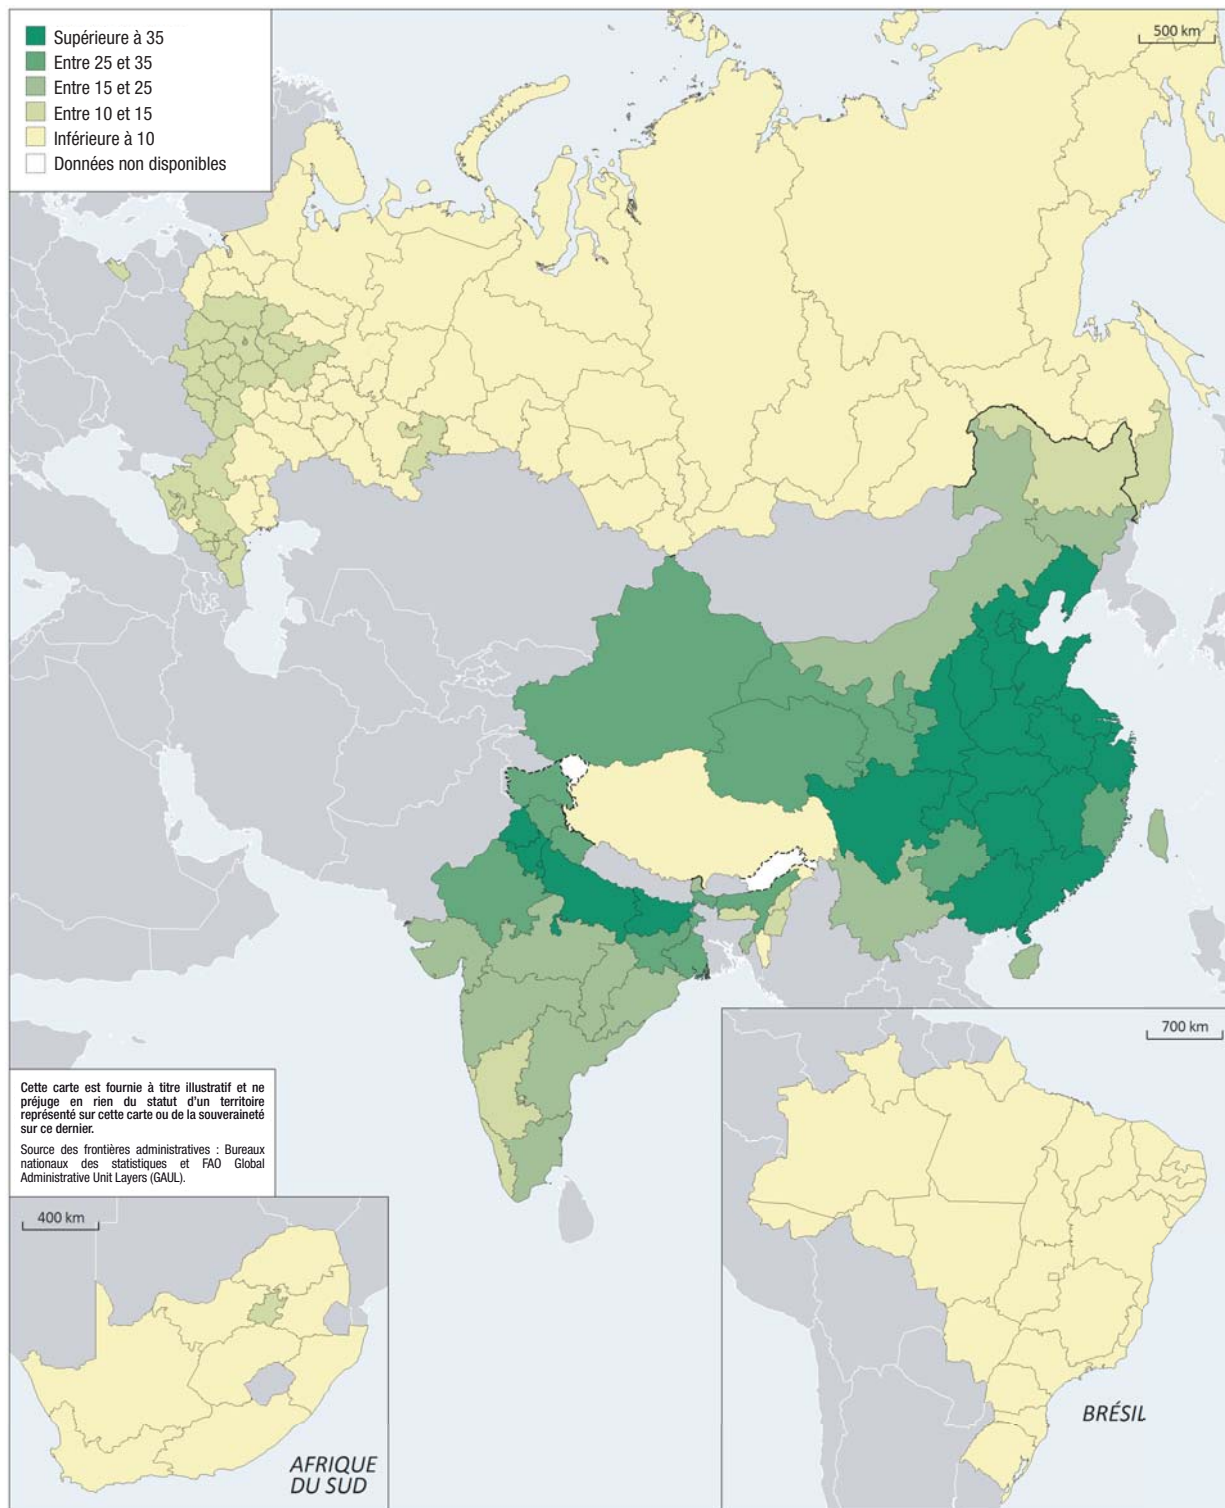 Supérieure à 35
Entre 25 et 35
Entre 15 et 25
Entre 10 et 15
Inférieure à 10
Données non disponibles
500 km
Cette carte est fournie à titre illustratif et ne
préjuge en rien du statut d'un territoire
représenté sur cette carte ou de la souveraineté
sur ce dernier.
Source des frontières administratives : Bureaux
nationaux des statistiques et FAO Global
Administrative Unit Layers (GAUL).
400 km
AFRIQUE
DU SUD
700 km
BRÉSIL